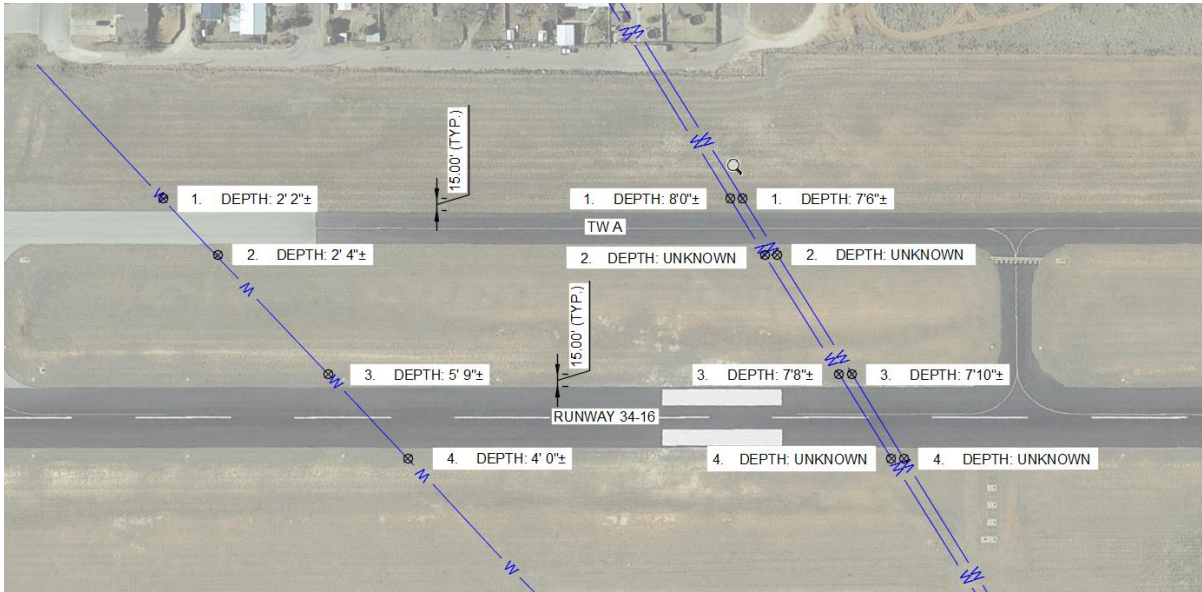 W
W
15.00' (TYP.)
1. DEPTH: 2' 2"±
W
1. DEPTH: 8'0"±
1. DEPTH: 7'6"±
TW A
2. DEPTH: 2' 4"±
W
W
2. DEPTH: UNKNOWN
2. DEPTH: UNKNOWN
W
15.00' (TYP.)
W
W
3. DEPTH: 5' 9"±
W
3. DEPTH: 7'8"±
3. DEPTH: 7'10"±
RUNWAY 34-16
4. DEPTH: 4' 0"±
W
4. DEPTH: UNKNOWN
4. DEPTH: UNKNOWN
W
W
W
W
W